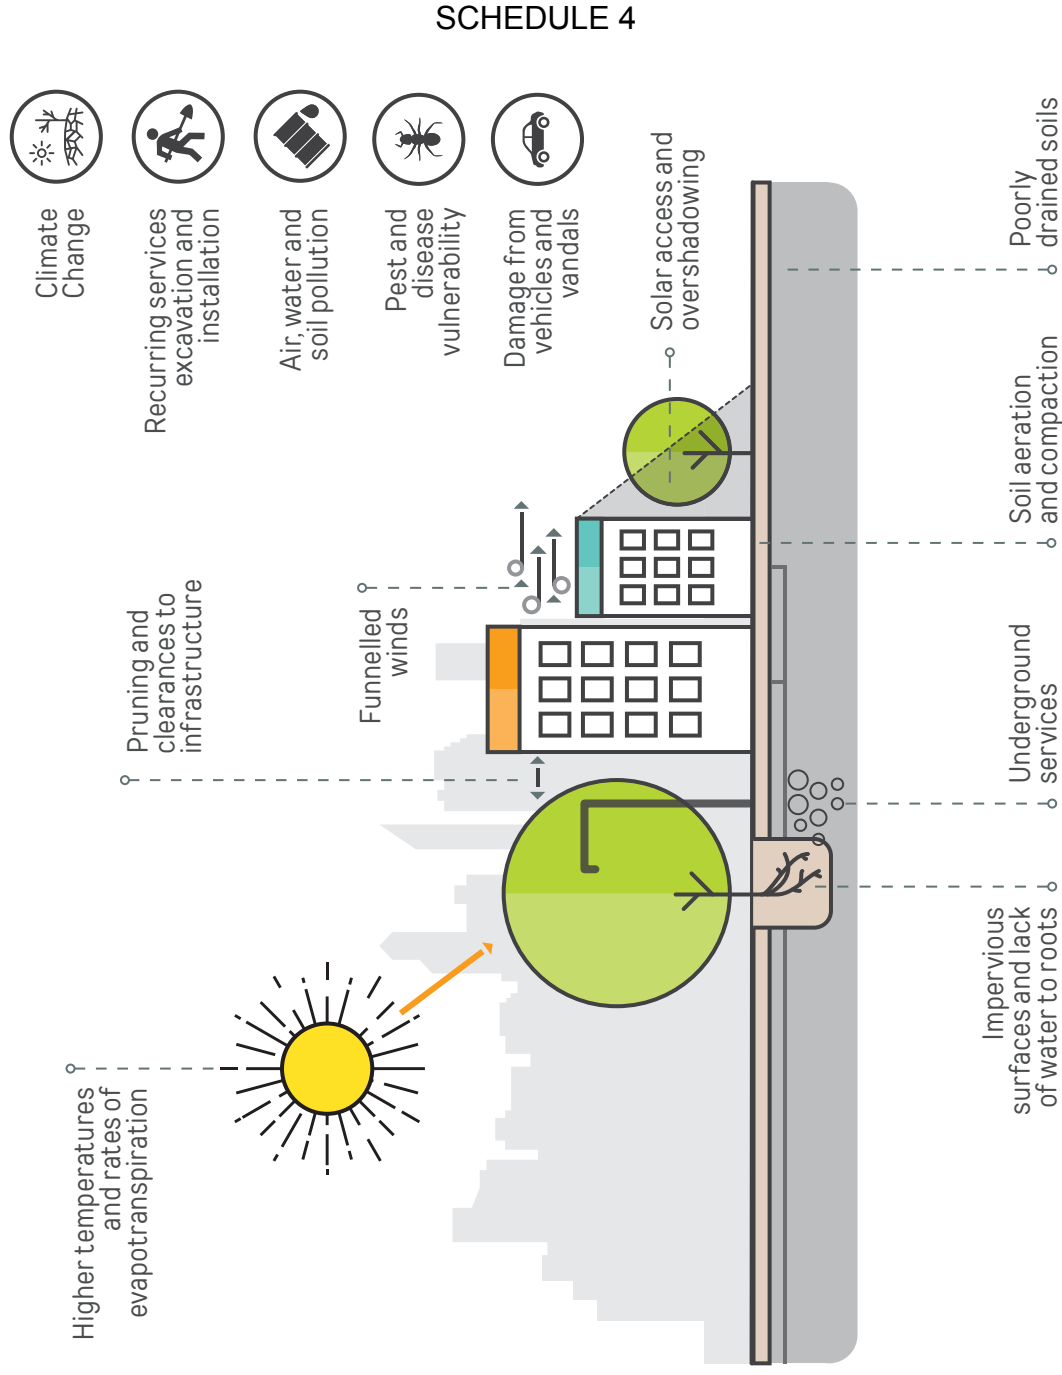 SCHEDULE 4
Climate
Change
Recurring services
excavation and
installation
Air, water and
soil pollution
Pest and
disease
vulnerability
Damage from
vehicles and
vandals
Solar access and
overshadowing
Funnelled
winds
Pruning and
clearances to
infrastructure
Higher temperatures
and rates of
evapotranspiration
Impervious
surfaces and lack
of water to roots
Underground
services
Soil aeration
and compaction
Poorly
drained soils